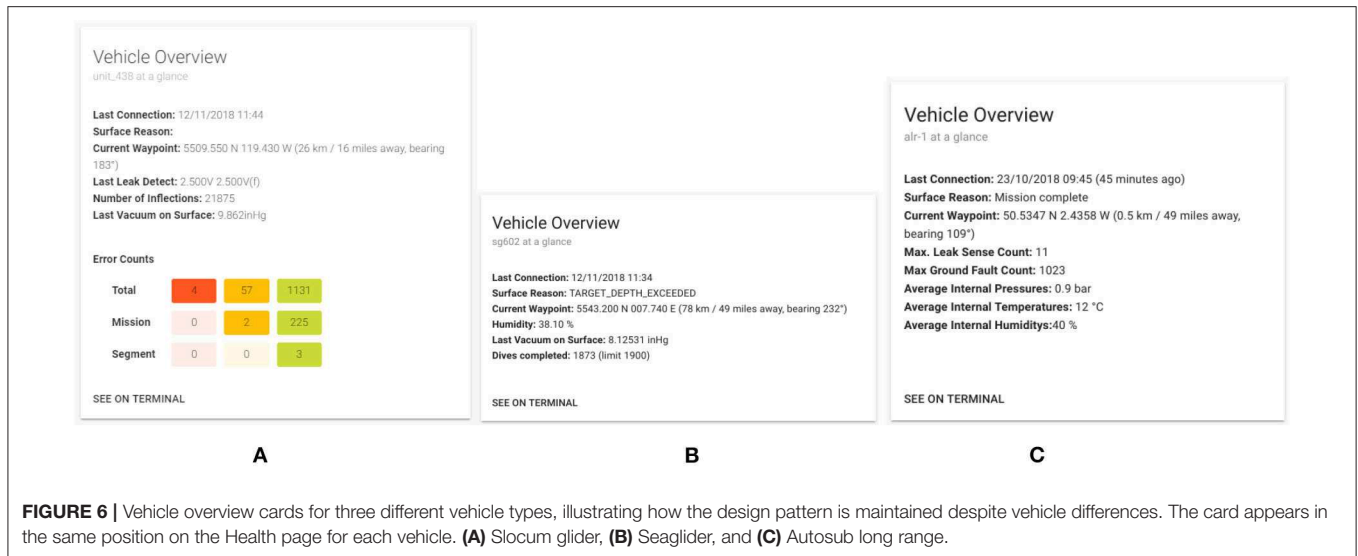 Vehicle Overview
unit_438 at a glance
Last Connection: 12/11/2018 11:44
Surface Reason:
Current Waypoint: 5509.550 N 119.430 W (26 km / 16 miles away, bearing
183°)
Last Leak Detect: 2.500V 2.500V(f)
Number of Inflections: 21875
Last Vacuum on Surface: 9.862inHg
Error Counts
Total 4 57 1131
Mission 0 2 225
Segment 0 0 3
SEE ON TERMINAL
A
Vehicle Overview
sg602 at a glance
Last Connection: 12/11/2018 11:34
Surface Reason: TARGET_DEPTH_EXCEEDED
Current Waypoint: 5543.200 N 007.740 E (78 km / 49 miles away, bearing 232°)
Humidity: 38.10 %
Last Vacuum on Surface: 8.12531 inHg
Dives completed: 1873 (limit 1900)
SEE ON TERMINAL
B
Vehicle Overview
alr-1 at a glance
Last Connection: 23/10/2018 09:45 (45 minutes ago)
Surface Reason: Mission complete
Current Waypoint: 50.5347 N 2.4358 W (0.5 km / 49 miles away,
bearing 109°)
Max. Leak Sense Count: 11
Max Ground Fault Count: 1023
Average Internal Pressures: 0.9 bar
Average Internal Temperatures: 12 °C
Average Internal Humiditys:40 %
SEE ON TERMINAL
C
FIGURE 6 | Vehicle overview cards for three different vehicle types, illustrating how the design pattern is maintained despite vehicle differences. The card appears in
the same position on the Health page for each vehicle. (A) Slocum glider, (B) Seaglider, and (C) Autosub long range.